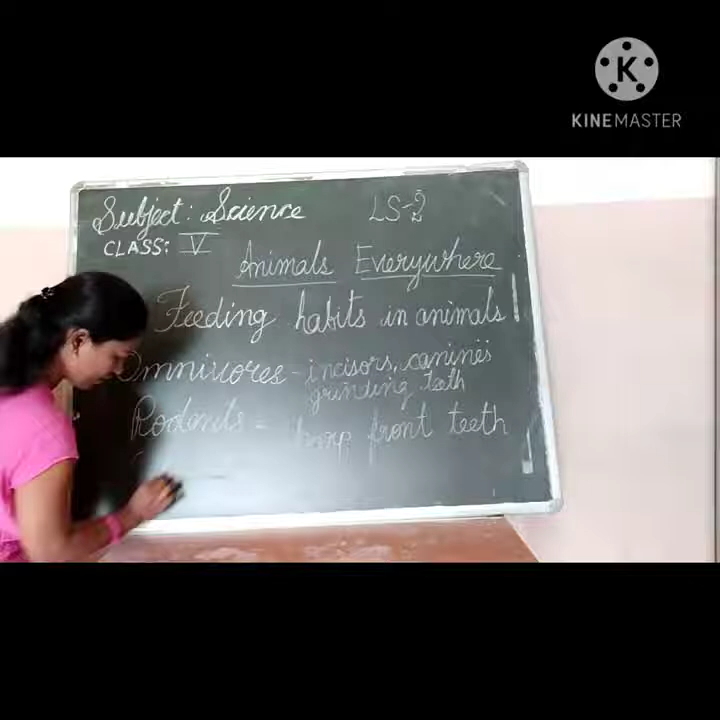 KINEMASTER
Subject: Science LS-2
CLASS: V
Animals Everywhere
Feeding habits in animals
Omnivores - incisors, canines
grinding teeth
Rodents = sharp front teeth